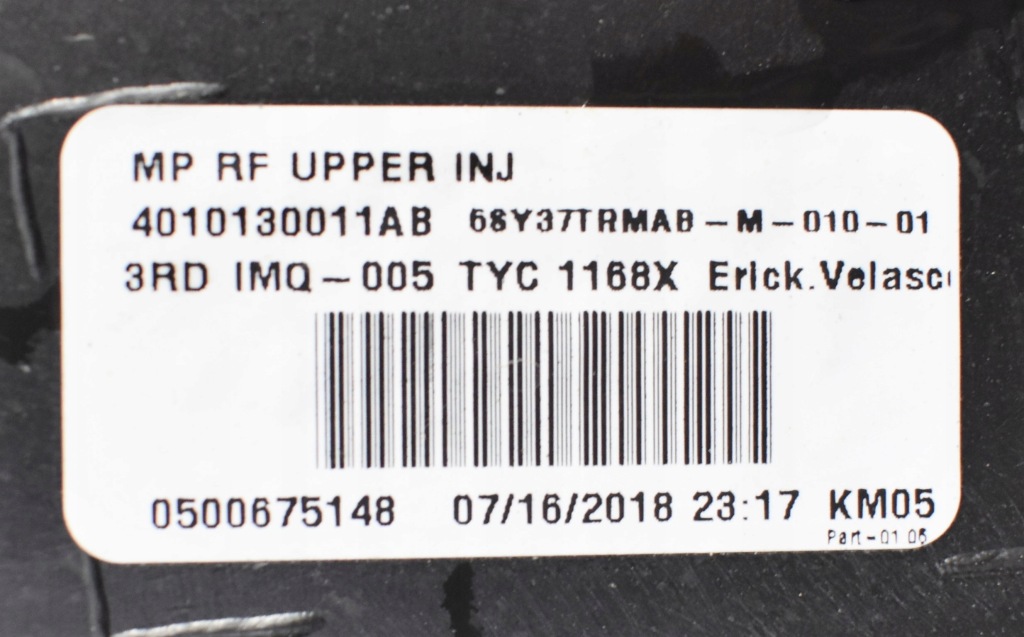 MP RF UPPER INJ
4010130011AB 68Y37TRMAB-M-010-01
3RD IMQ-005 TYC 1168X Erick.Velasc
0500675148 07/16/2018 23:17 KM05
Part-01 06